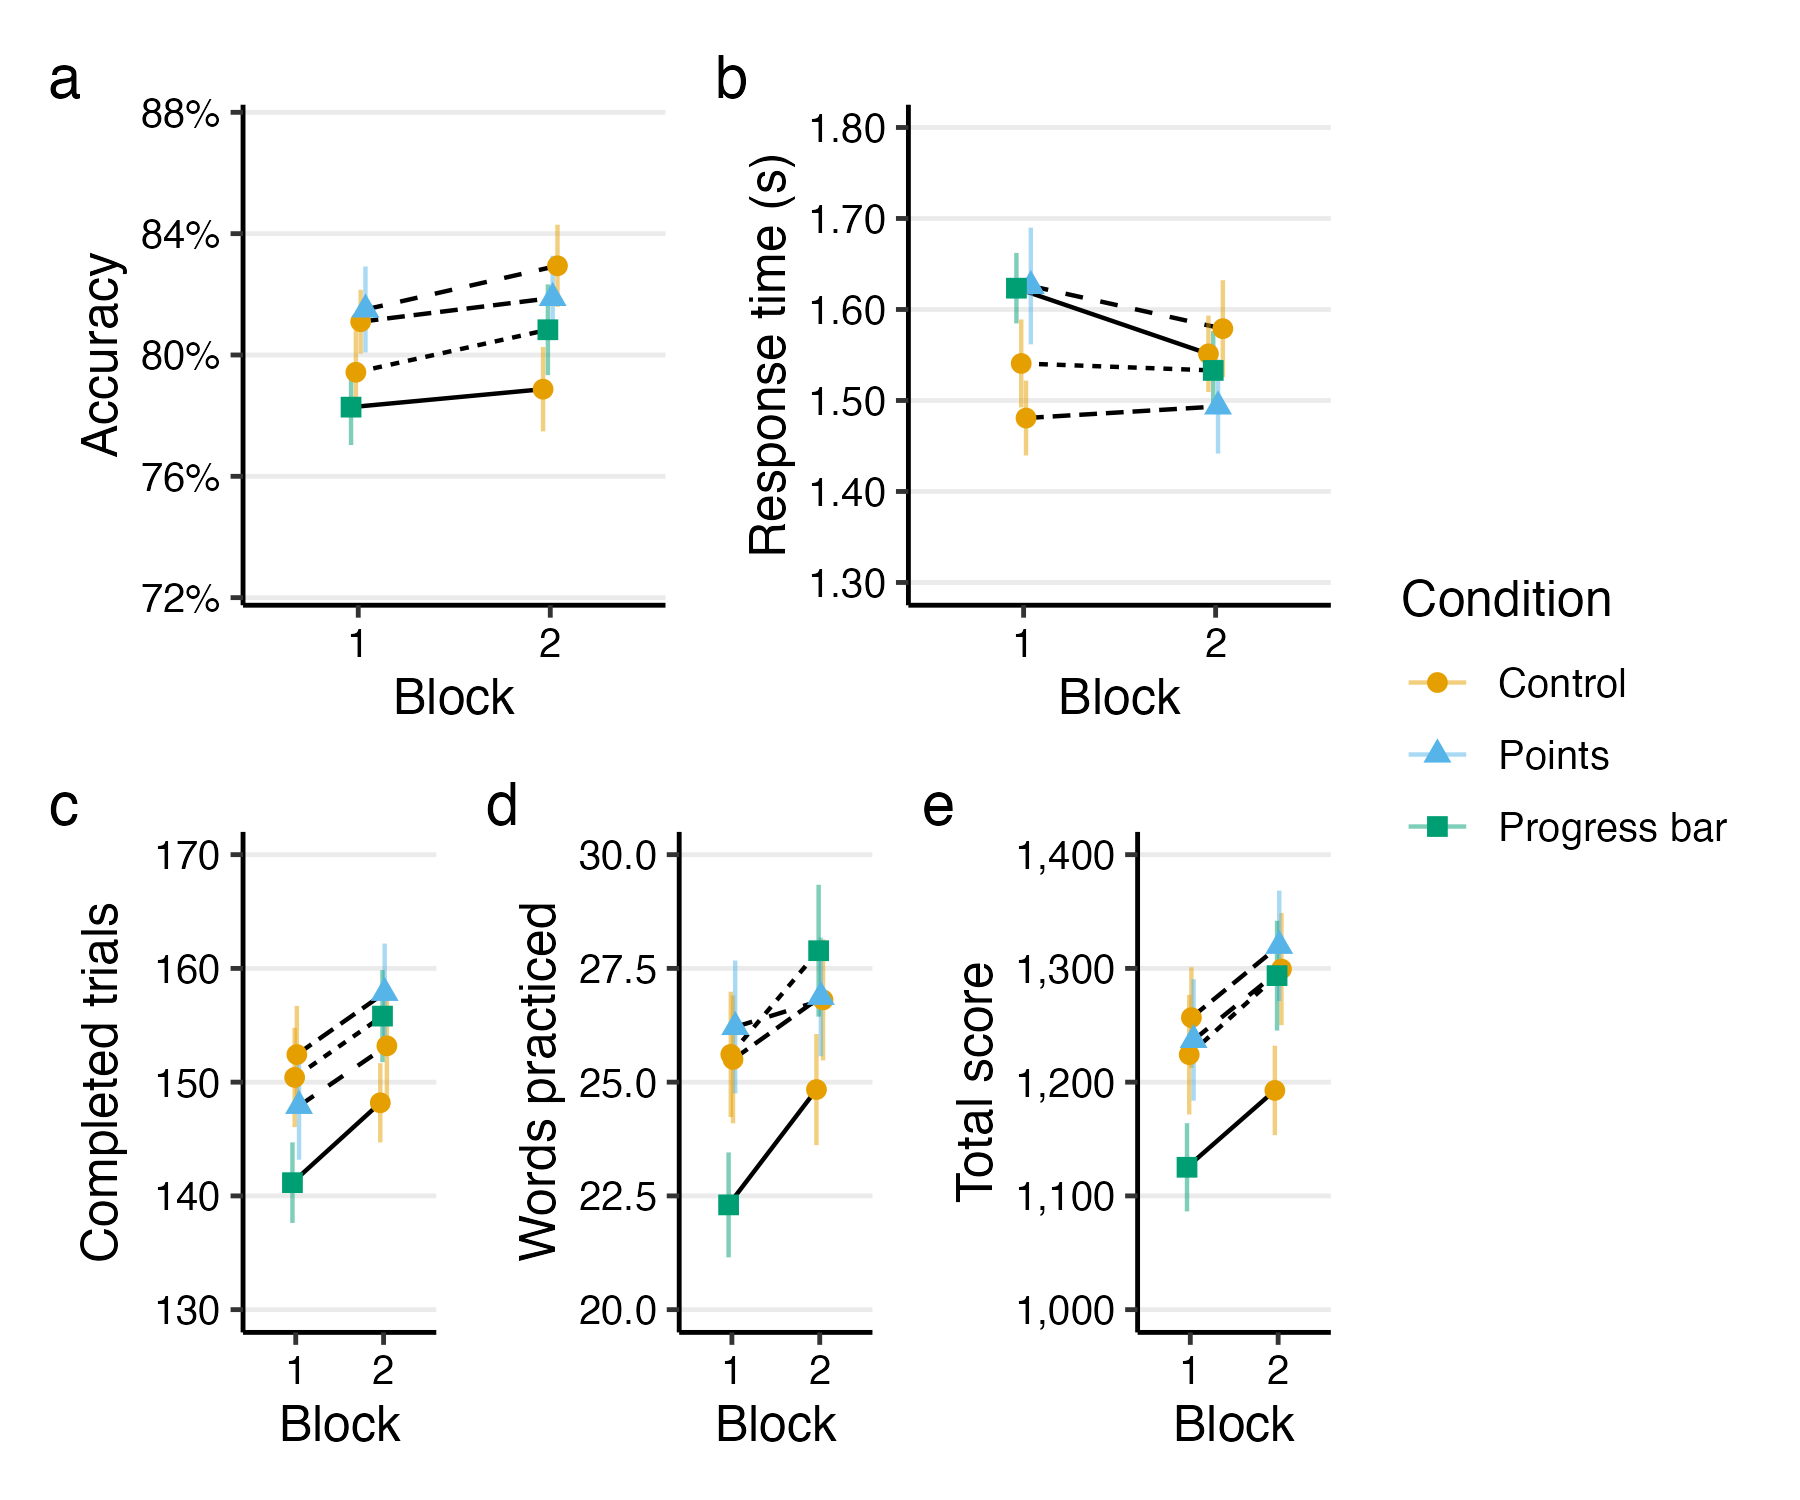 a
88%
84%
80%
76%
72%
Accuracy
1
2
Block
b
1.80
1.70
1.60
1.50
1.40
1.30
Response time (s)
1
2
Block
Condition
Control
Points
Progress bar
c
170
160
150
140
130
Completed trials
1
2
Block
d
30.0
27.5
25.0
22.5
20.0
Words practiced
1
2
Block
e
1,400
1,300
1,200
1,100
1,000
Total score
1
2
Block